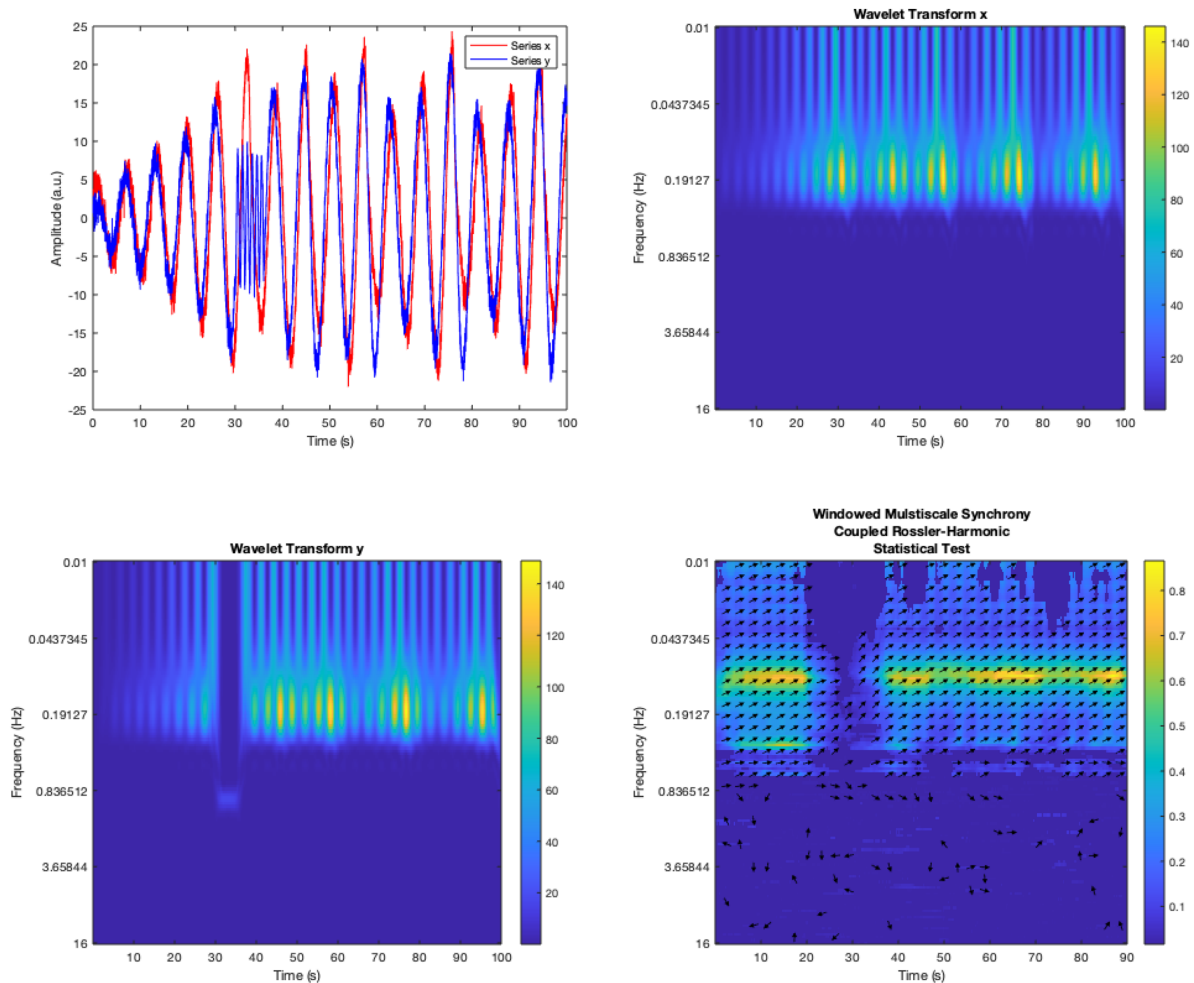 25
20
15
10
5
0
-5
-10
-15
-20
-25
Amplitude (a.u.)
Series x
Series y
0 10 20 30 40 50 60 70 80 90 100
Time (s)
Wavelet Transform x
0.01
0.0437345
0.19127
0.836512
3.65844
16
Frequency (Hz)
10 20 30 40 50 60 70 80 90 100
Time (s)
140
120
100
80
60
40
20
Wavelet Transform y
0.01
0.0437345
0.19127
0.836512
3.65844
16
Frequency (Hz)
10 20 30 40 50 60 70 80 90 100
Time (s)
140
120
100
80
60
40
20
Windowed Mulstiscale Synchrony
Coupled Rossler-Harmonic
Statistical Test
0.01
0.0437345
0.19127
0.836512
3.65844
16
Frequency (Hz)
10 20 30 40 50 60 70 80 90
Time (s)
0.8
0.7
0.6
0.5
0.4
0.3
0.2
0.1